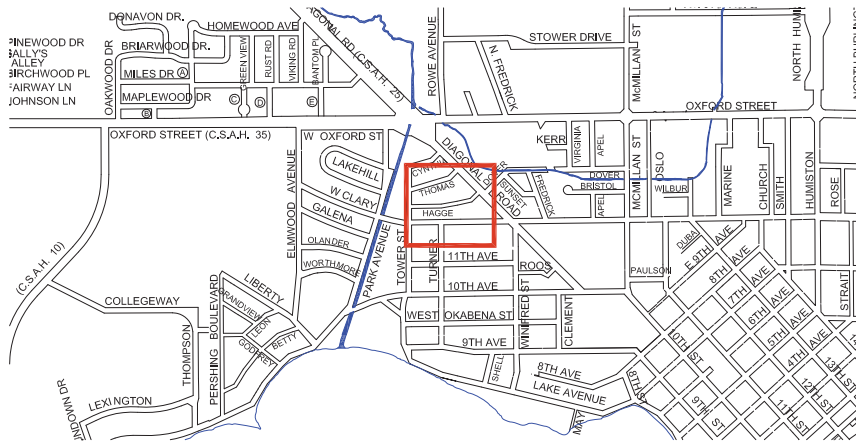 DONAVON DR.
HOMEWOOD AVE
DIAGONAL RD (C.S.A.H. 25)
PINEWOOD DR
SALLY'S
ALLEY
BIRCHWOOD PL
FAIRWAY LN
JOHNSON LN
OAKWOOD DR
BRIARWOOD DR.
MILES DR
A
MAPLEWOOD DR
B
C
D
E
GREEN VIEW
RUST RD
VIKING RD
BANTOM PL
ROWE AVENUE
N. FREDRICK
STOWER DRIVE
McMILLAN ST
NORTH HUMISTON
OXFORD STREET
OXFORD STREET (C.S.A.H. 35)
W OXFORD ST
LAKEHILL
ELMWOOD AVENUE
W CLARY
GALENA
OLANDER
WORTHMORE
PARK AVENUE
CYNTHIA
THOMAS
HAGGE
DIAGONAL
BROAD
SUNSET
FREDRICK
KERR
VIRGINIA
APEL
DOVER
BRISTOL
APEL
McMILLAN ST
OSLO
WILBUR
MARINE
CHURCH
SMITH
HUMISTON
ROSE
(C.S.A.H. 10)
COLLEGEWAY
THOMPSON
PERSHING BOULEVARD
LIBERTY
GRANDVIEW
LEON
BETTY
GODFREY
LEXINGTON
SUNDOWN DR
TOWER ST
TURNER
11TH AVE
10TH AVE
WEST OKABENA ST
9TH AVE
WINIFRED ST
ROOS
CLEMENT
SHELL
8TH AVE
LAKE AVENUE
MAY
PAULSON
DUBA
E 9TH AVE
8TH AVE
7TH AVE
6TH AVE
5TH AVE
4TH AVE
STRAIT
10TH ST
8TH ST
9TH ST
11TH ST
12TH ST
13TH ST